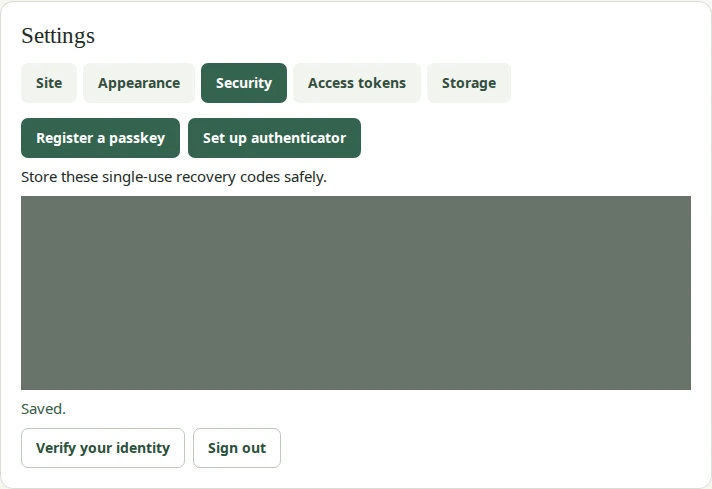 Settings
Site Appearance Security Access tokens Storage
Register a passkey Set up authenticator
Store these single-use recovery codes safely.
Saved.
Verify your identity Sign out